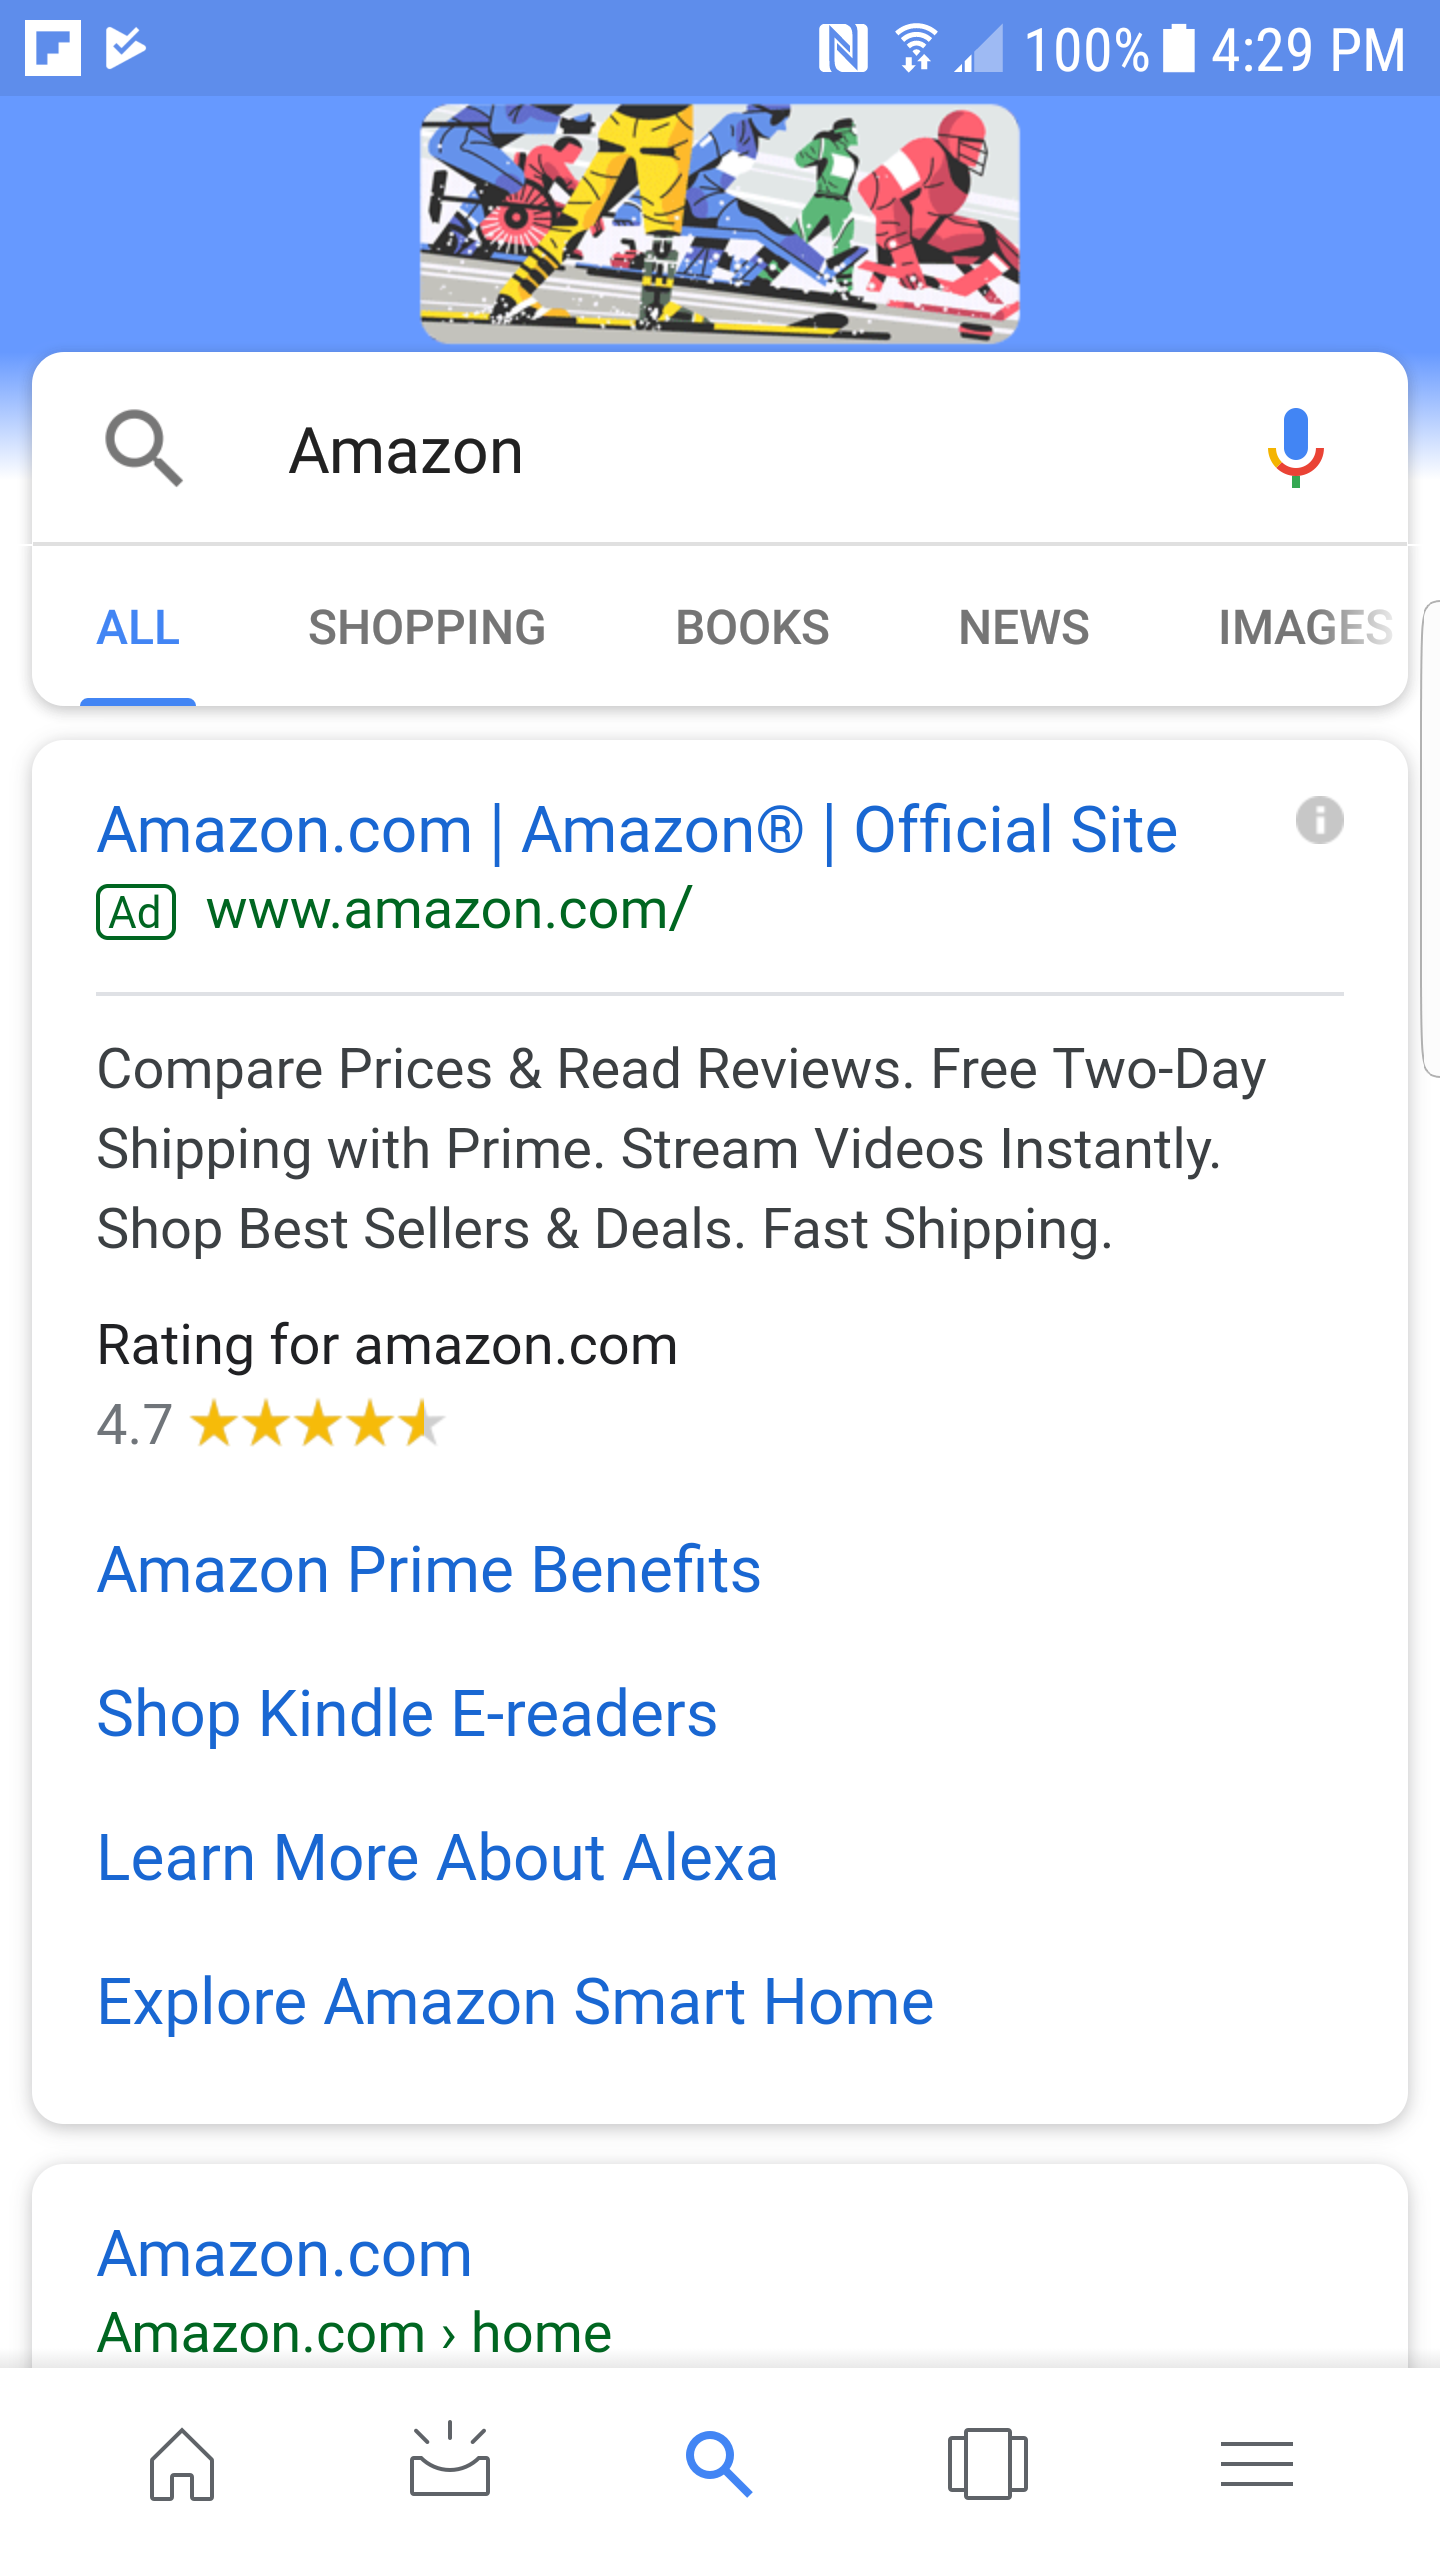 100% 4:29 PM
Amazon
ALL SHOPPING BOOKS NEWS IMAGES
Amazon.com | Amazon® | Official Site
Ad www.amazon.com/
Compare Prices & Read Reviews. Free Two-Day
Shipping with Prime. Stream Videos Instantly.
Shop Best Sellers & Deals. Fast Shipping.
Rating for amazon.com
4.7
Amazon Prime Benefits
Shop Kindle E-readers
Learn More About Alexa
Explore Amazon Smart Home
Amazon.com
Amazon.com › home